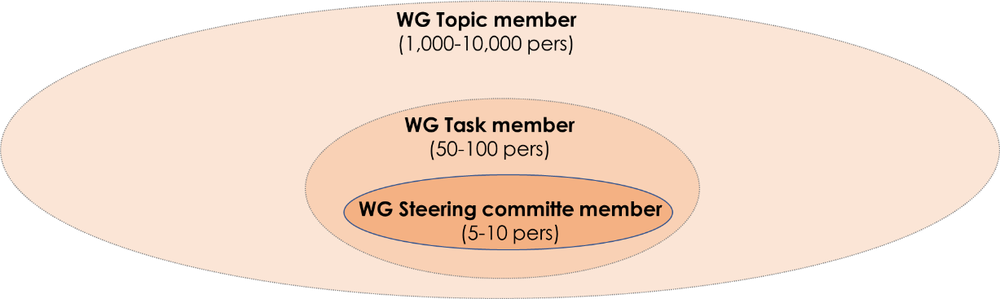 WG Topic member
(1,000-10,000 pers)
WG Task member
(50-100 pers)
WG Steering committe member
(5-10 pers)